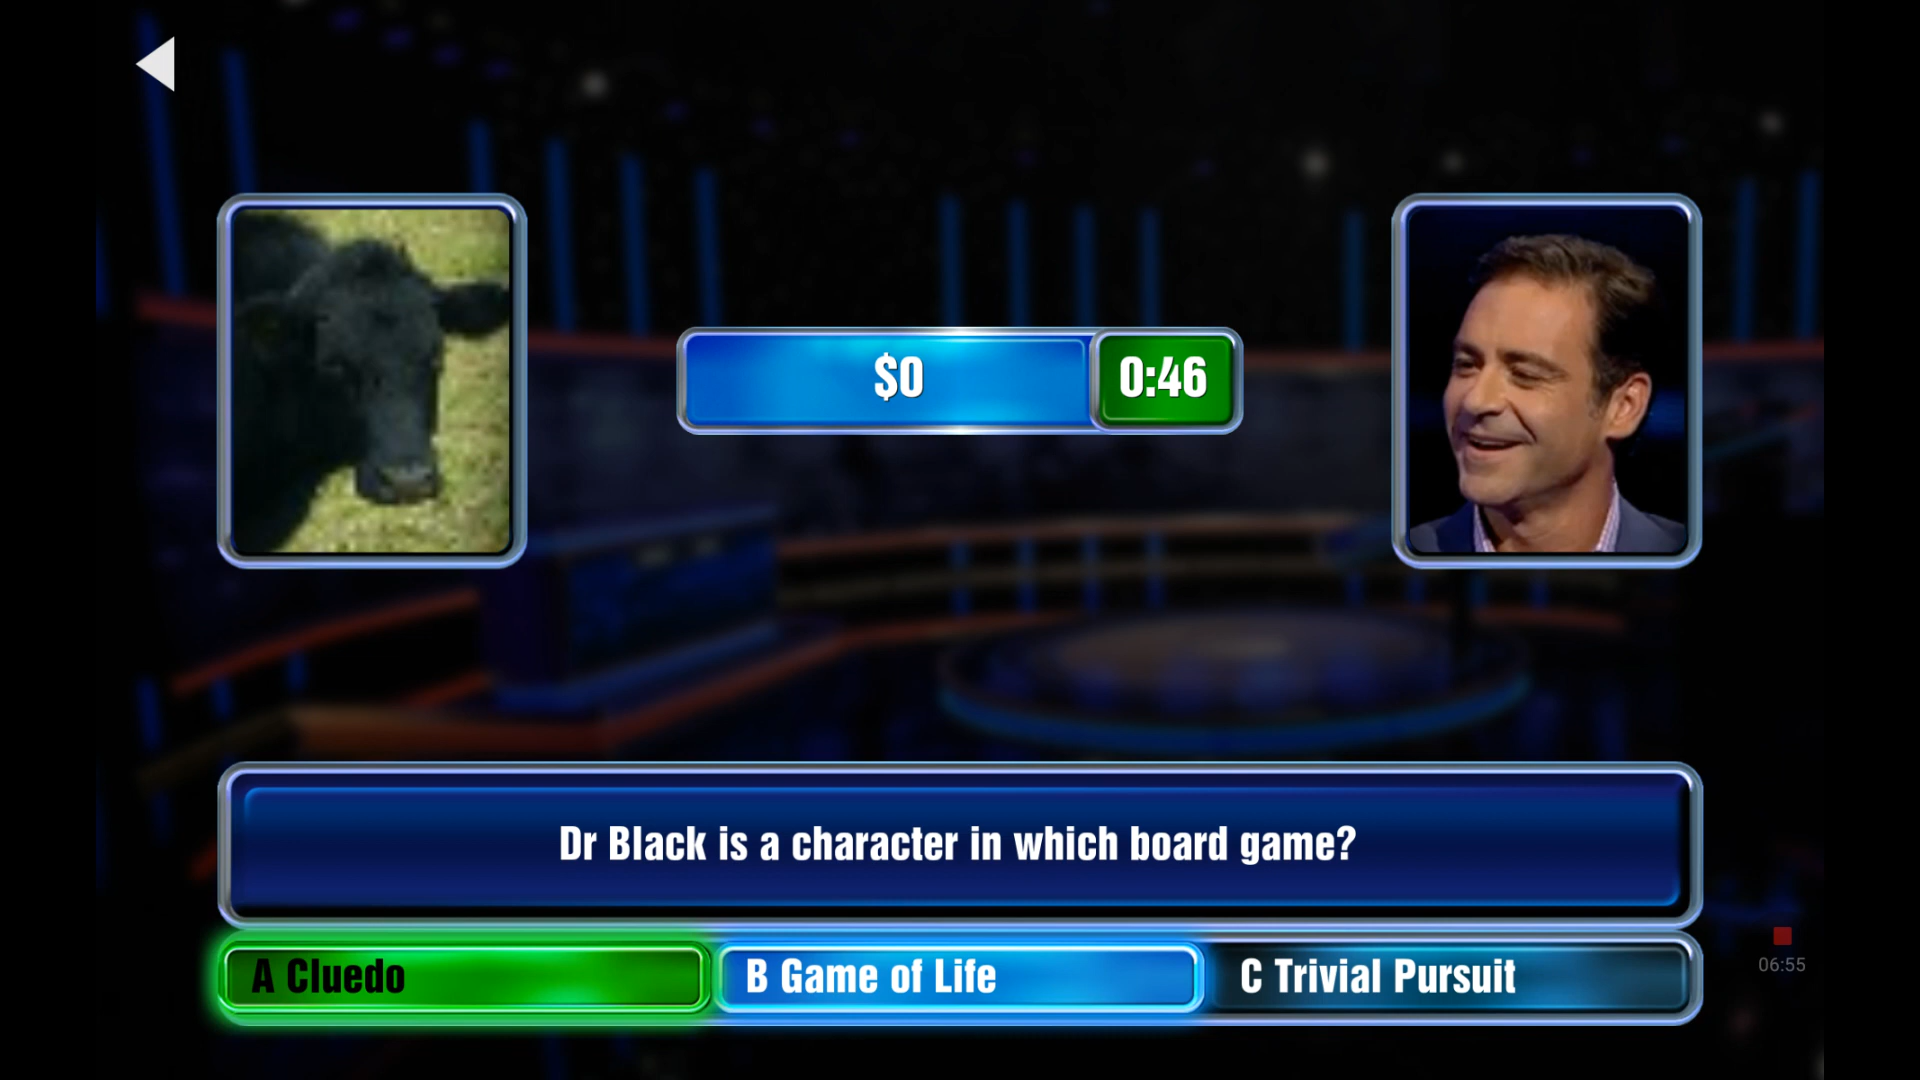 $0
0:46
Dr Black is a character in which board game?
A Cluedo
B Game of Life
C Trivial Pursuit
06:55